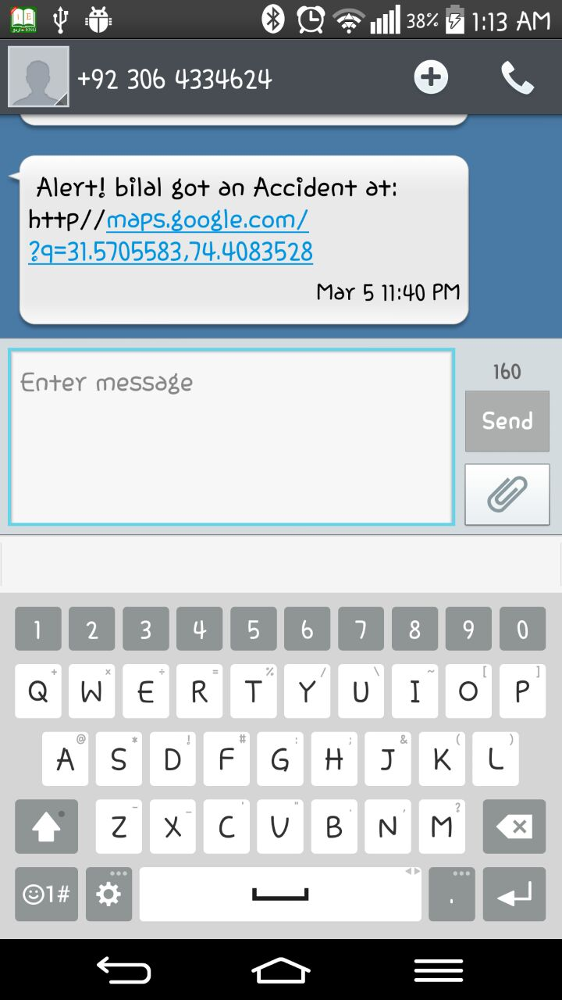 38% 1:13 AM
+92 306 4334624
Alert! bilal got an Accident at:
http//maps.google.com/
?q=31.5705583,74.4083528
Mar 5 11:40 PM
Enter message
160
Send
1 2 3 4 5 6 7 8 9 0
+ × ÷ = % / \ ~ [ ]
Q W E R T Y U I O P
@ * ! # : ; & ( )
A S D F G H J K L
- _ ' " . , ?
Z X C V B N M
1# .